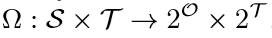 Ω : 𝒮 × 𝒯 → 2^𝒪 × 2^𝒯